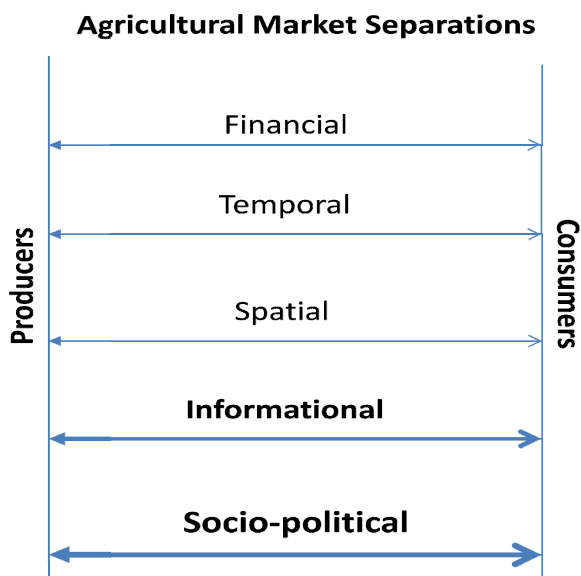 Agricultural Market Separations
Financial
Temporal
Spatial
Informational
Socio-political
Producers
Consumers